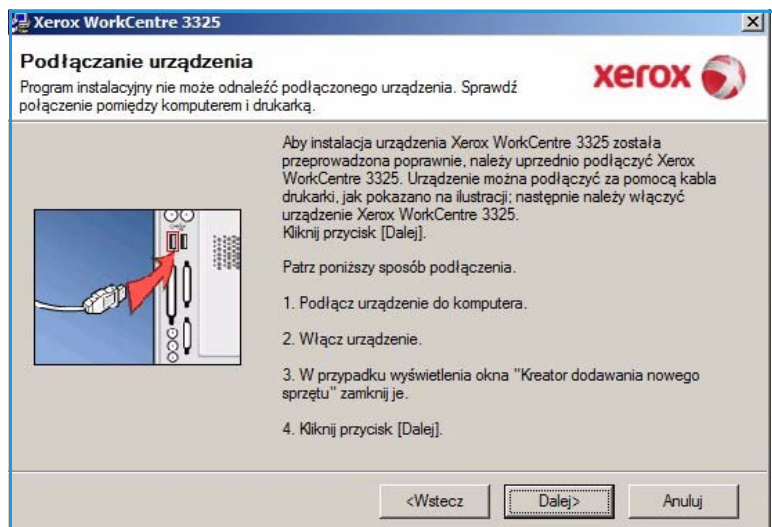 Xerox WorkCentre 3325
Podłączanie urządzenia
Program instalacyjny nie może odnaleźć podłączonego urządzenia. Sprawdź
połączenie pomiędzy komputerem i drukarką.
xerox
Aby instalacja urządzenia Xerox WorkCentre 3325 została
przeprowadzona poprawnie, należy uprzednio podłączyć Xerox
WorkCentre 3325. Urządzenie można podłączyć za pomocą kabla
drukarki, jak pokazano na ilustracji; następnie należy włączyć
urządzenie Xerox WorkCentre 3325.
Kliknij przycisk [Dalej].
Patrz poniższy sposób podłączenia.
1. Podłącz urządzenie do komputera.
2. Włącz urządzenie.
3. W przypadku wyświetlenia okna "Kreator dodawania nowego
sprzętu" zamknij je.
4. Kliknij przycisk [Dalej].
<Wstecz
Dalej>
Anuluj